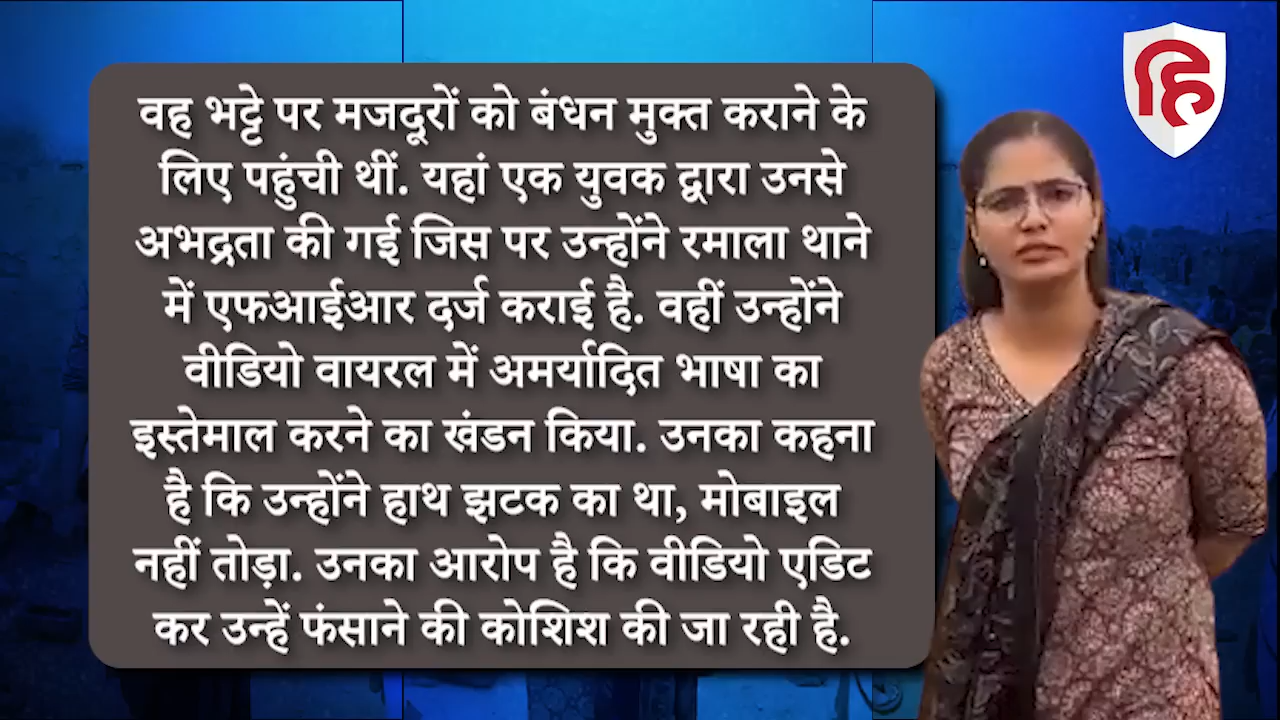 वह भट्टे पर मजदूरों को बंधन मुक्त कराने के
लिए पहुंची थीं. यहां एक युवक द्वारा उनसे
अभद्रता की गई जिस पर उन्होंने रमाला थाने
में एफआईआर दर्ज कराई है. वहीं उन्होंने
वीडियो वायरल में अमर्यादित भाषा का
इस्तेमाल करने का खंडन किया. उनका कहना
है कि उन्होंने हाथ झटक का था, मोबाइल
नहीं तोड़ा. उनका आरोप है कि वीडियो एडिट
कर उन्हें फंसाने की कोशिश की जा रही है.
हि